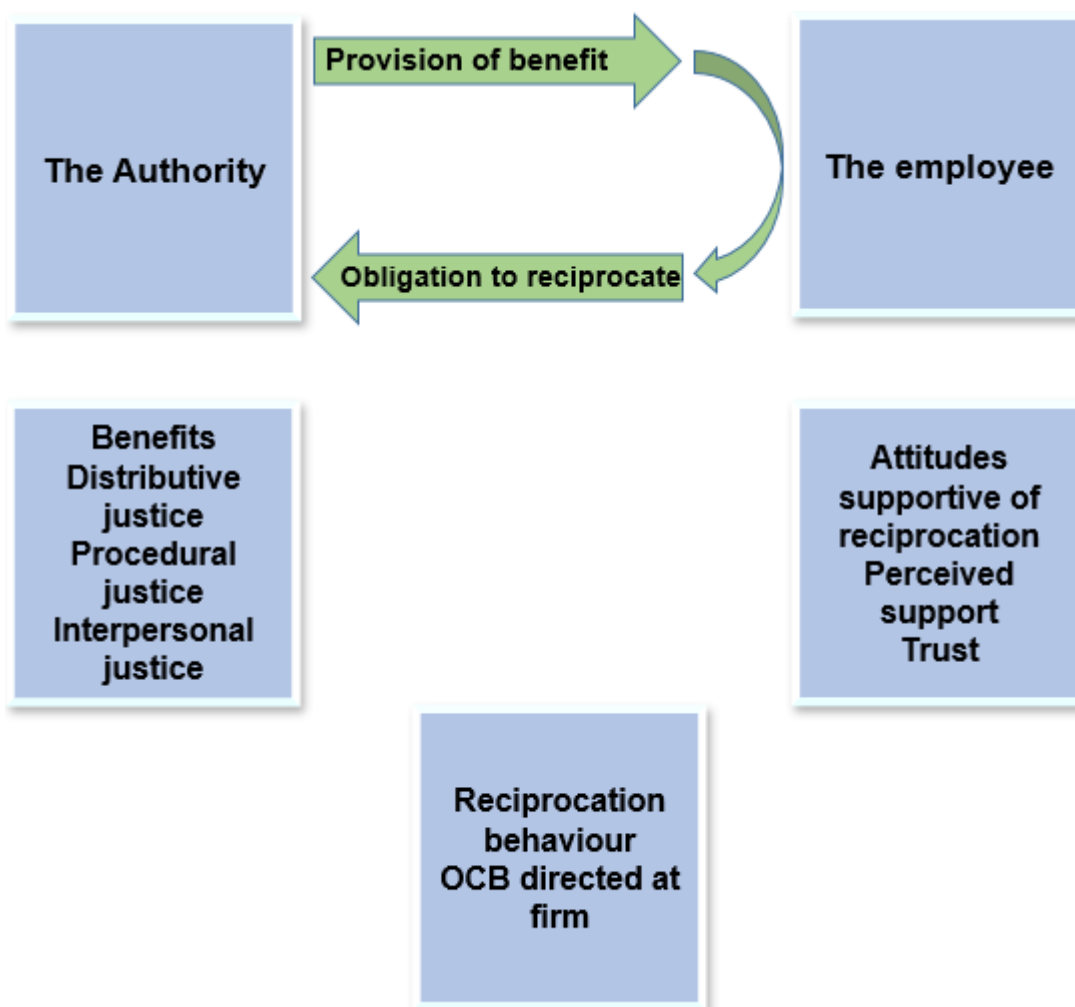 Provision of benefit
The Authority
The employee
Obligation to reciprocate
Benefits
Distributive
justice
Procedural
justice
Interpersonal
justice
Attitudes
supportive of
reciprocation
Perceived
support
Trust
Reciprocation
behaviour
OCB directed at
firm